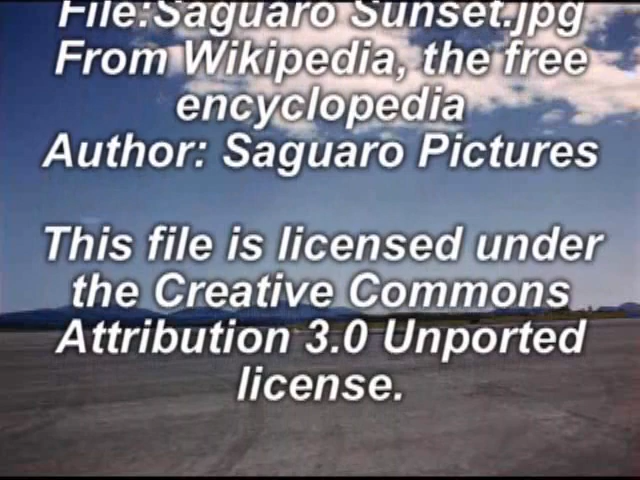 File:Saguaro Sunset.jpg
From Wikipedia, the free
encyclopedia
Author: Saguaro Pictures
This file is licensed under
the Creative Commons
Attribution 3.0 Unported
license.